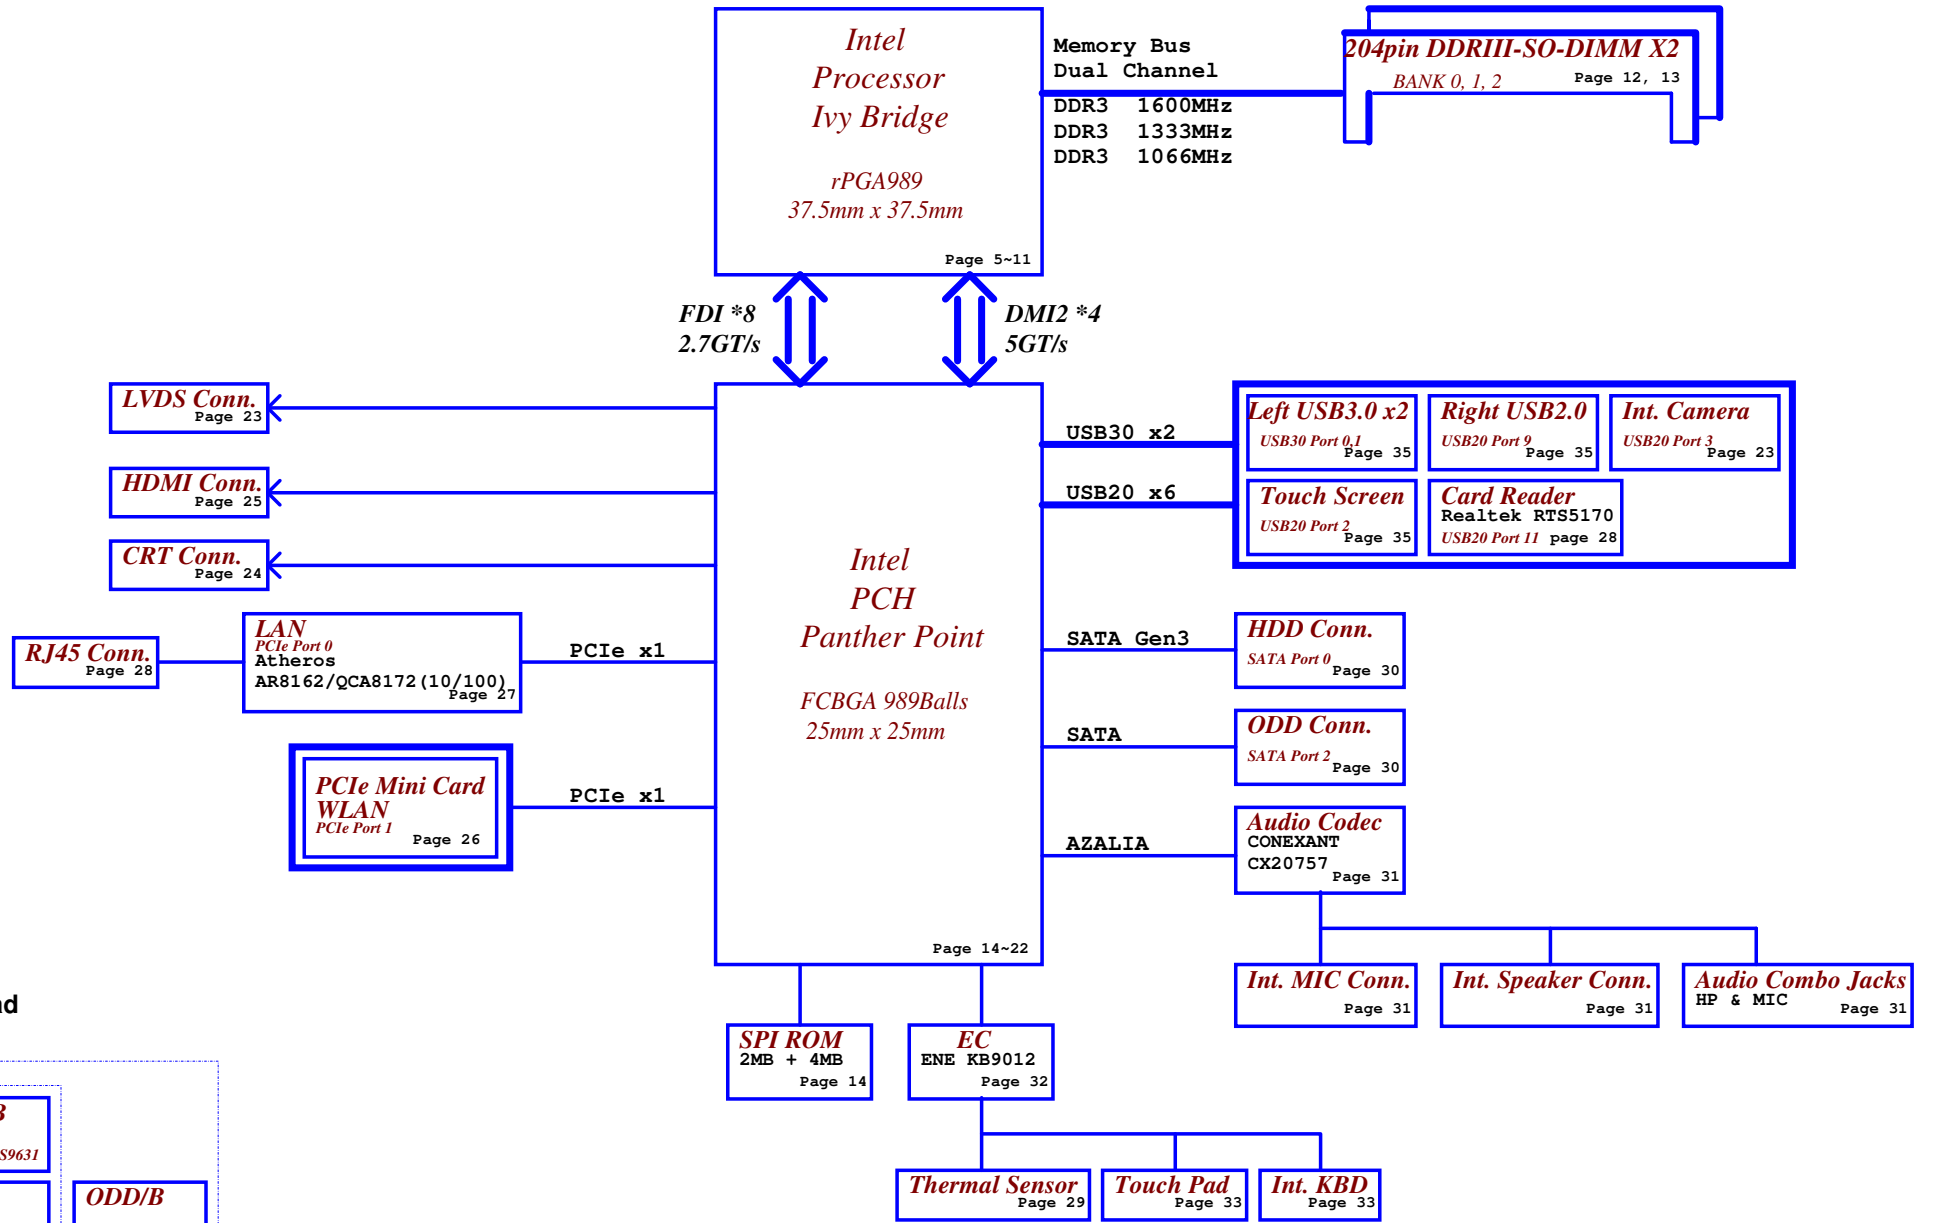 Intel
Processor
Ivy Bridge
rPGA989
37.5mm x 37.5mm
Page 5~11
Memory Bus
Dual Channel
DDR3 1600MHz
DDR3 1333MHz
DDR3 1066MHz
204pin DDRIII-SO-DIMM X2
BANK 0, 1, 2
Page 12, 13
FDI *8
2.7GT/s
DMI2 *4
5GT/s
LVDS Conn.
Page 23
HDMI Conn.
Page 25
CRT Conn.
Page 24
RJ45 Conn.
Page 28
LAN
PCIe Port 0
Atheros
AR8162/QCA8172(10/100)
Page 27
PCIe x1
PCIe Mini Card
WLAN
PCIe Port 1
Page 26
PCIe x1
Intel
PCH
Panther Point
FCBGA 989Balls
25mm x 25mm
Page 14~22
USB30 x2
USB20 x6
Left USB3.0 x2
USB30 Port 0,1
Page 35
Right USB2.0
USB20 Port 9
Page 35
Int. Camera
USB20 Port 3
Page 23
Touch Screen
USB20 Port 2
Page 35
Card Reader
Realtek RTS5170
USB20 Port 11 page 28
SATA Gen3
HDD Conn.
SATA Port 0
Page 30
SATA
ODD Conn.
SATA Port 2
Page 30
AZALIA
Audio Codec
CONEXANT
CX20757
Page 31
Int. MIC Conn.
Page 31
Int. Speaker Conn.
Page 31
Audio Combo Jacks
HP & MIC
Page 31
SPI ROM
2MB + 4MB
Page 14
EC
ENE KB9012
Page 32
Thermal Sensor
Page 29
Touch Pad
Page 33
Int. KBD
Page 33
S9631
ODD/B